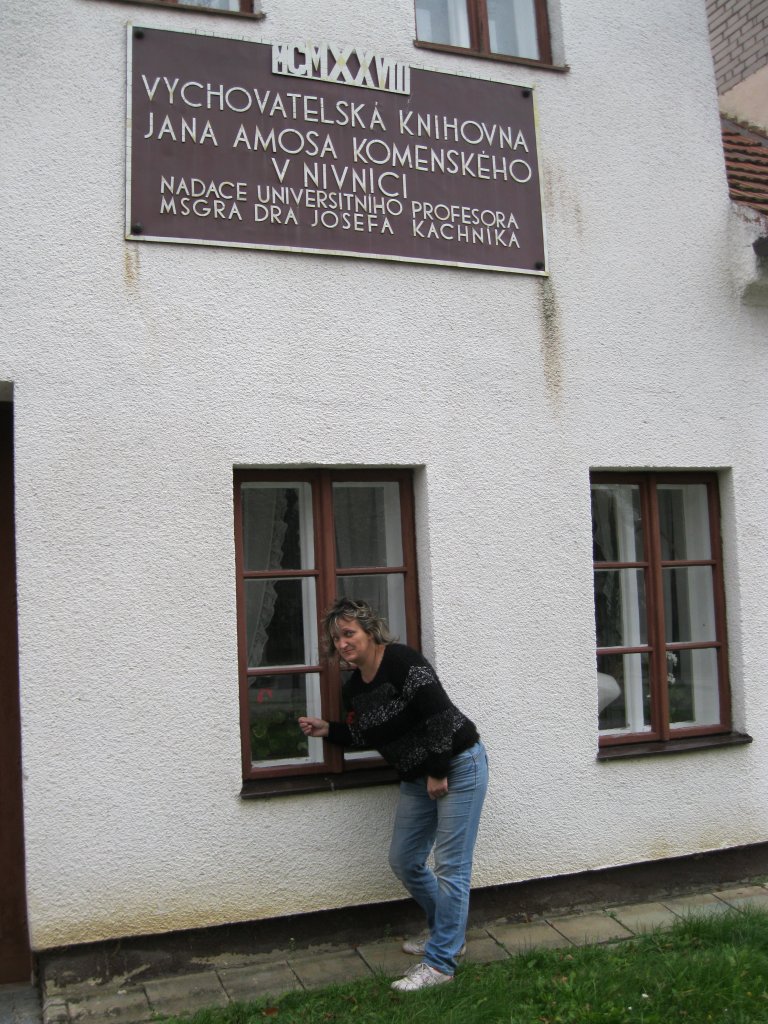 MCMXXVIII
VYCHOVATELSKÁ KNIHOVNA
JANA AMOSA KOMENSKÉHO
V NIVNICI
NADACE UNIVERSITNÍHO PROFESORA
MSGRA DRA JOSEFA KACHNÍKA